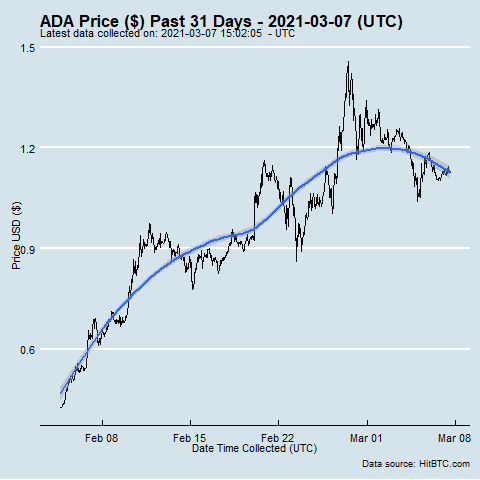 ADA Price ($) Past 31 Days - 2021-03-07 (UTC)
Latest data collected on: 2021-03-07 15:02:05 - UTC
1.5
1.2
0.9
0.6
Price USD ($)
Feb 08
Feb 15
Feb 22
Mar 01
Mar 08
Date Time Collected (UTC)
Data source: HitBTC.com